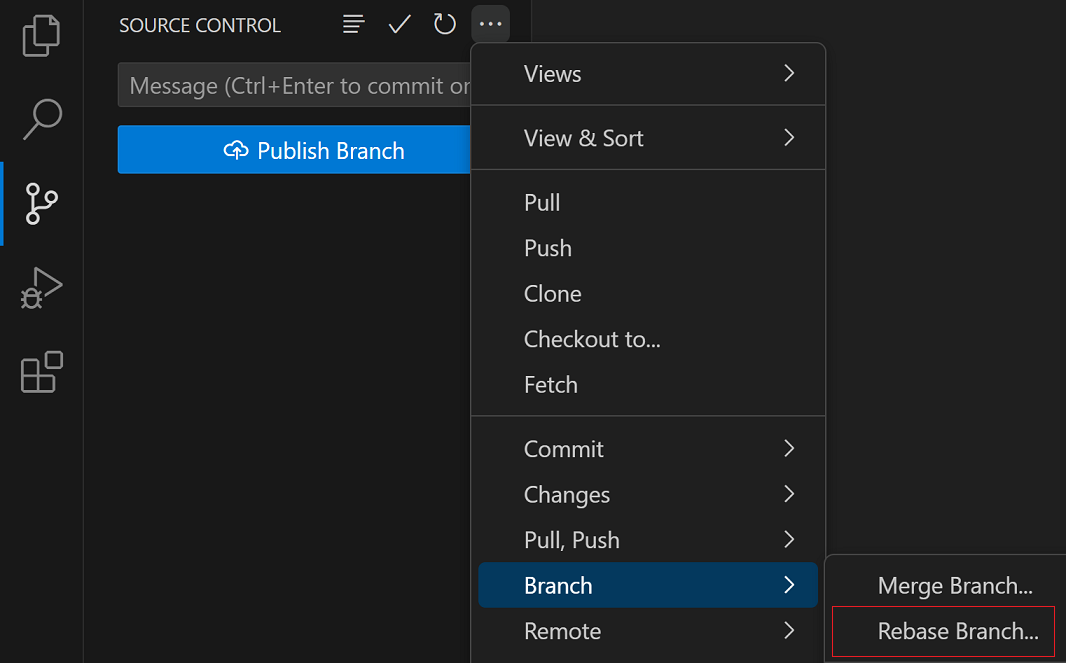 SOURCE CONTROL
Message (Ctrl+Enter to commit or
Publish Branch
Views
View & Sort
Pull
Push
Clone
Checkout to...
Fetch
Commit
Changes
Pull, Push
Branch
Remote
Merge Branch...
Rebase Branch...